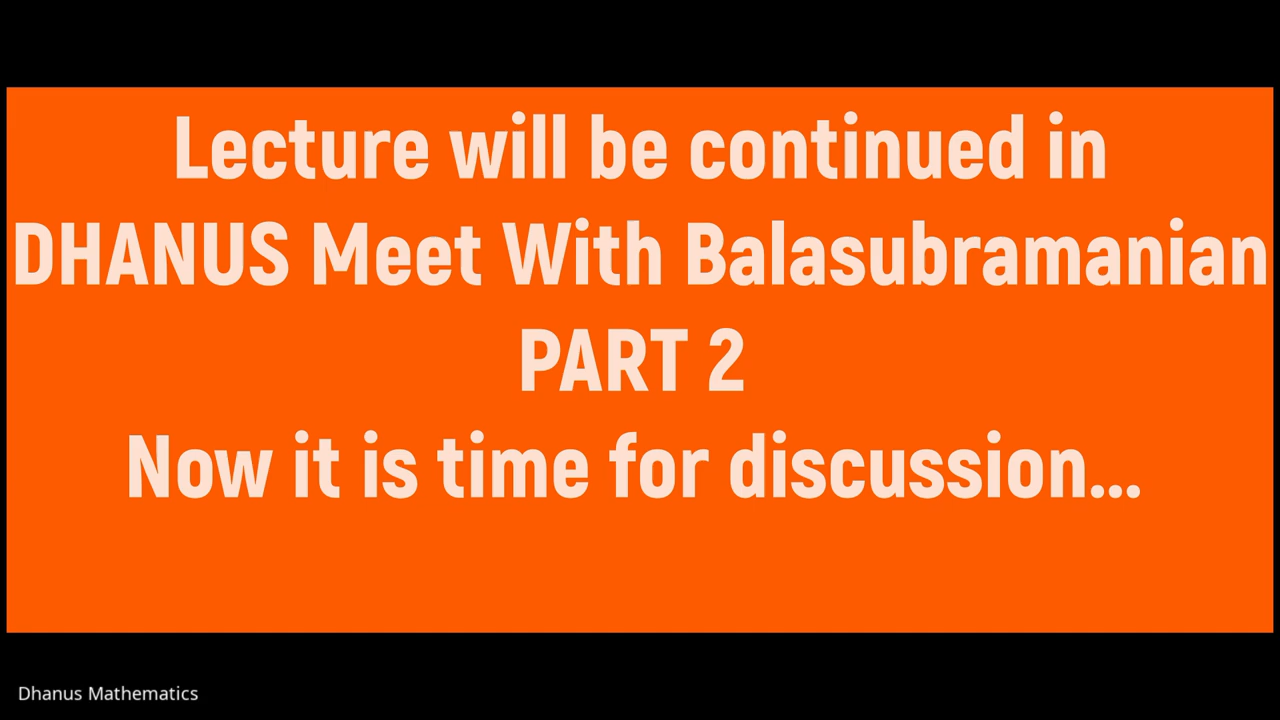 Lecture will be continued in
DHANUS Meet With Balasubramanian
PART 2
Now it is time for discussion...
Dhanus Mathematics